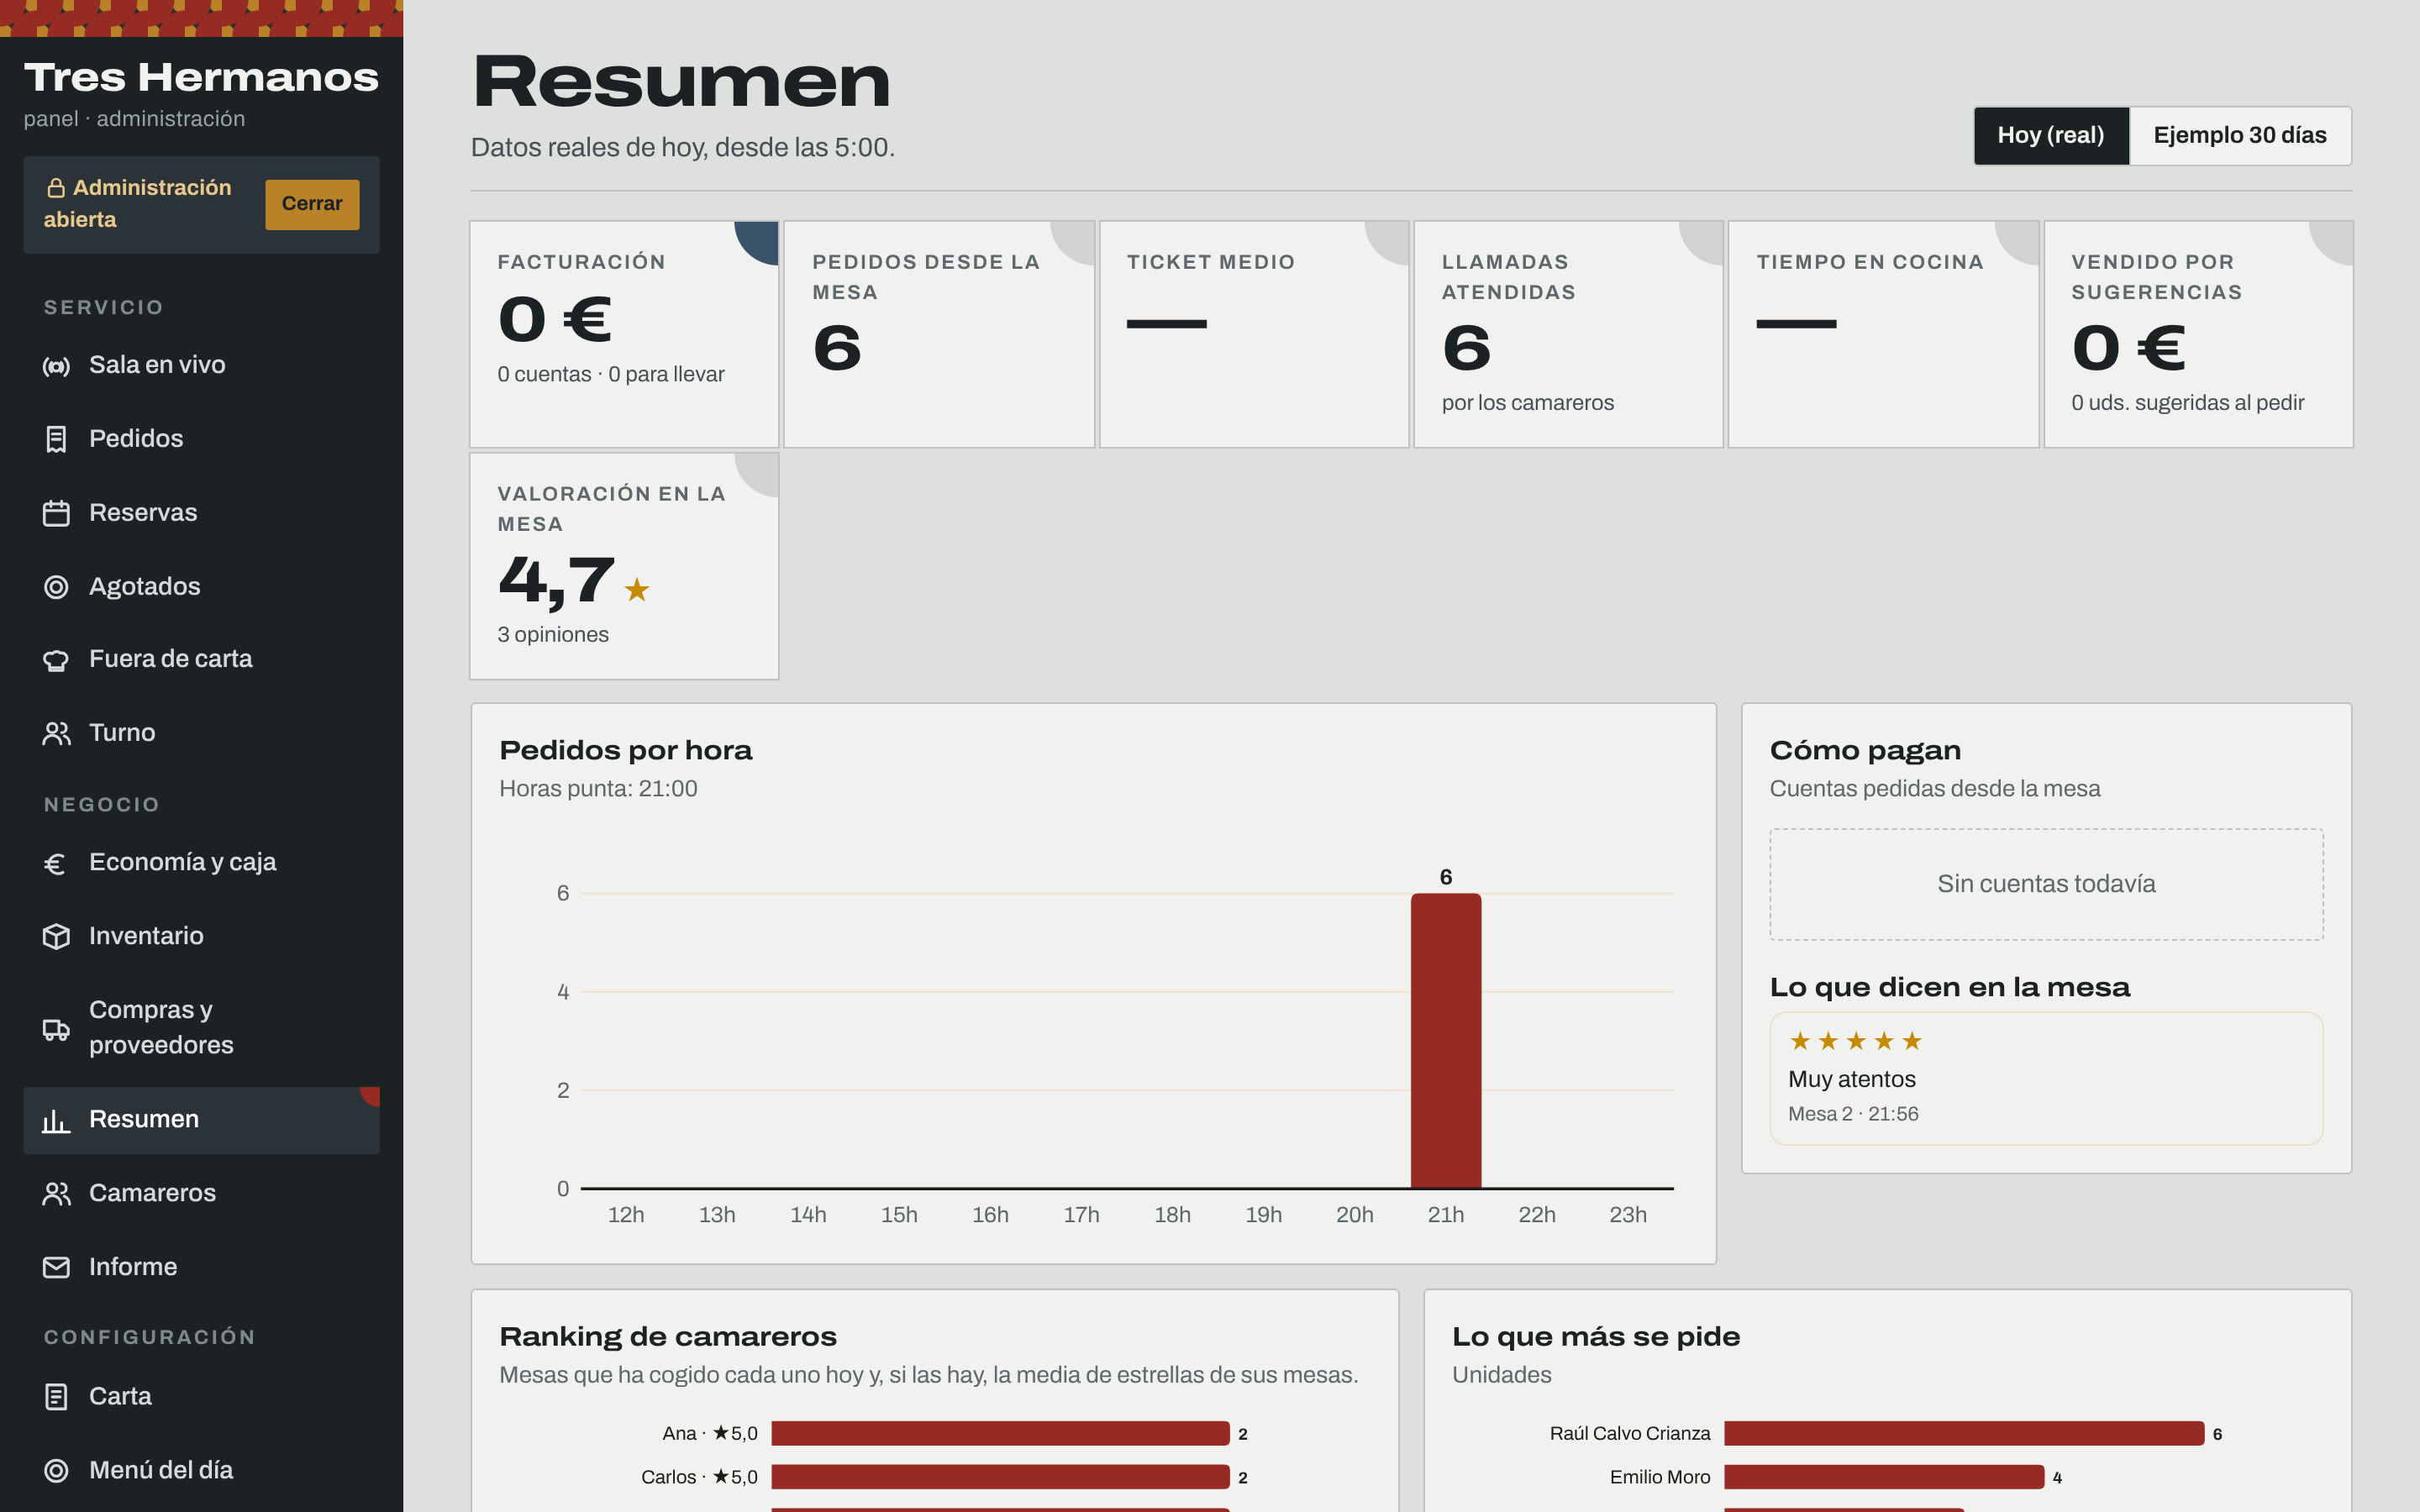 Tres Hermanos
panel · administración
Administración
abierta
Cerrar
SERVICIO
Sala en vivo
Pedidos
Reservas
Agotados
Fuera de carta
Turno
NEGOCIO
Economía y caja
Inventario
Compras y
proveedores
Resumen
Camareros
Informe
CONFIGURACIÓN
Carta
Menú del día
Resumen
Datos reales de hoy, desde las 5:00.
Hoy (real)
Ejemplo 30 días
FACTURACIÓN
0 €
0 cuentas · 0 para llevar
PEDIDOS DESDE LA
MESA
6
TICKET MEDIO
—
LLAMADAS
ATENDIDAS
6
por los camareros
TIEMPO EN COCINA
—
VENDIDO POR
SUGERENCIAS
0 €
0 uds. sugeridas al pedir
VALORACIÓN EN LA
MESA
4,7 ★
3 opiniones
Pedidos por hora
Horas punta: 21:00
6
6
4
2
0
12h 13h 14h 15h 16h 17h 18h 19h 20h 21h 22h 23h
Cómo pagan
Cuentas pedidas desde la mesa
Sin cuentas todavía
Lo que dicen en la mesa
★★★★★
Muy atentos
Mesa 2 · 21:56
Ranking de camareros
Mesas que ha cogido cada uno hoy y, si las hay, la media de estrellas de sus mesas.
Ana · ★5,0 2
Carlos · ★5,0 2
Lo que más se pide
Unidades
Raúl Calvo Crianza 6
Emilio Moro 4